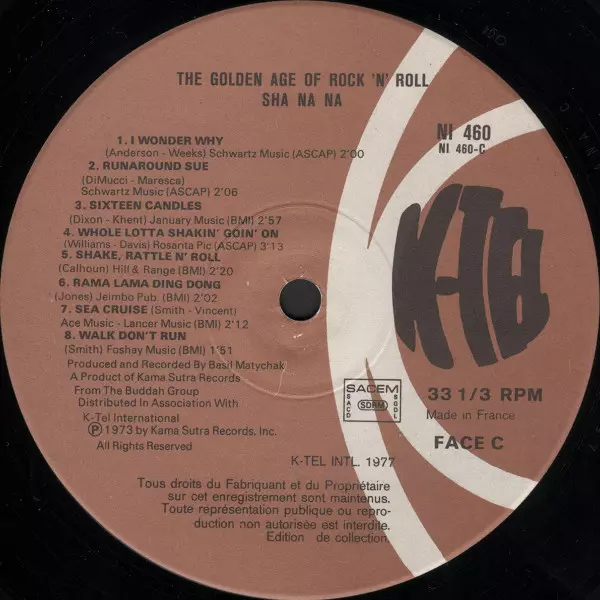 THE GOLDEN AGE OF ROCK 'N' ROLL
SHA NA NA
NI 460
NI 460-C
1. I WONDER WHY
(Anderson - Weeks) Schwartz Music (ASCAP) 2'00
2. RUNAROUND SUE
(DiMucci - Maresca)
Schwartz Music (ASCAP) 2'06
3. SIXTEEN CANDLES
(Dixon - Khent) January Music (BMI) 2'57
4. WHOLE LOTTA SHAKIN' GOIN' ON
(Williams - Davis) Rosanta Pic (ASCAP) 3'13
5. SHAKE, RATTLE N' ROLL
(Calhoun) Hill & Range (BMI) 2'20
6. RAMA LAMA DING DONG
(Jones) Jeimbo Pub. (BMI) 2'02
7. SEA CRUISE (Smith - Vincent)
Ace Music - Lancer Music (BMI) 2'12
8. WALK DON'T RUN
(Smith) Foshay Music (BMI) 1'51
Produced and Recorded by Basil Matychak
A Product of Kama Sutra Records
From The Buddah Group
Distributed In Association With
K-Tel International
Ⓟ 1973 by Kama Sutra Records, Inc.
All Rights Reserved
K-TEL
SACEM
SACD
SDRM
SGDL
33 1/3 RPM
Made in France
FACE C
K-TEL INTL. 1977
Tous droits du Fabriquant et du Propriétaire
sur cet enregistrement sont maintenus.
Toute représentation publique ou repro-
duction non autorisée est interdite.
Edition de collection.